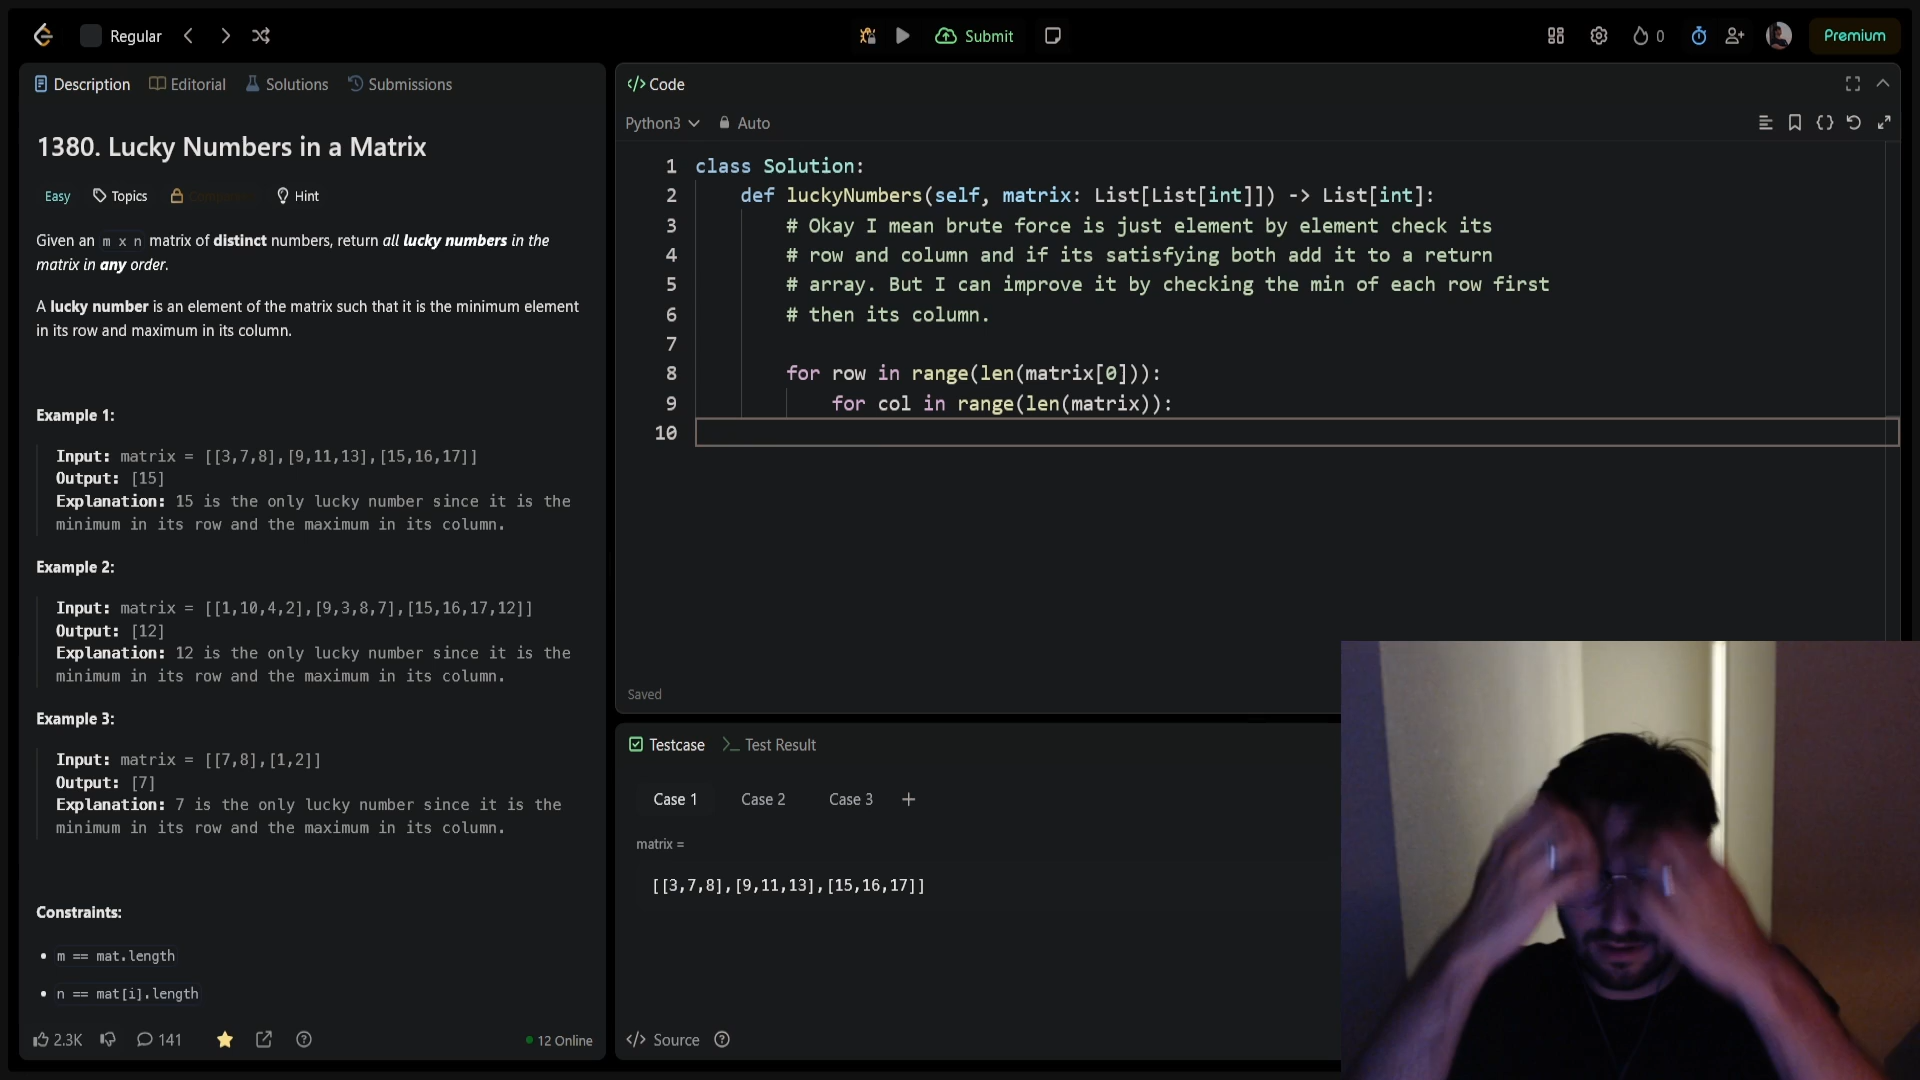 Regular
Submit
0
Premium
Description
Editorial
Solutions
Submissions
1380. Lucky Numbers in a Matrix
Easy
Topics
Hint
Given an m x n matrix of distinct numbers, return all lucky numbers in the
matrix in any order.
A lucky number is an element of the matrix such that it is the minimum element
in its row and maximum in its column.
Example 1:
Input: matrix = [[3,7,8],[9,11,13],[15,16,17]]
Output: [15]
Explanation: 15 is the only lucky number since it is the
minimum in its row and the maximum in its column.
Example 2:
Input: matrix = [[1,10,4,2],[9,3,8,7],[15,16,17,12]]
Output: [12]
Explanation: 12 is the only lucky number since it is the
minimum in its row and the maximum in its column.
Example 3:
Input: matrix = [[7,8],[1,2]]
Output: [7]
Explanation: 7 is the only lucky number since it is the
minimum in its row and the maximum in its column.
Constraints:
• m == mat.length
• n == mat[i].length
2.3K
141
12 Online
</> Code
Python3
Auto
1 class Solution:
2 def luckyNumbers(self, matrix: List[List[int]]) -> List[int]:
3 # Okay I mean brute force is just element by element check its
4 # row and column and if its satisfying both add it to a return
5 # array. But I can improve it by checking the min of each row first
6 # then its column.
7
8 for row in range(len(matrix[0])):
9 for col in range(len(matrix)):
10
Saved
Testcase
Test Result
Case 1
Case 2
Case 3
+
matrix =
[[3,7,8],[9,11,13],[15,16,17]]
</> Source